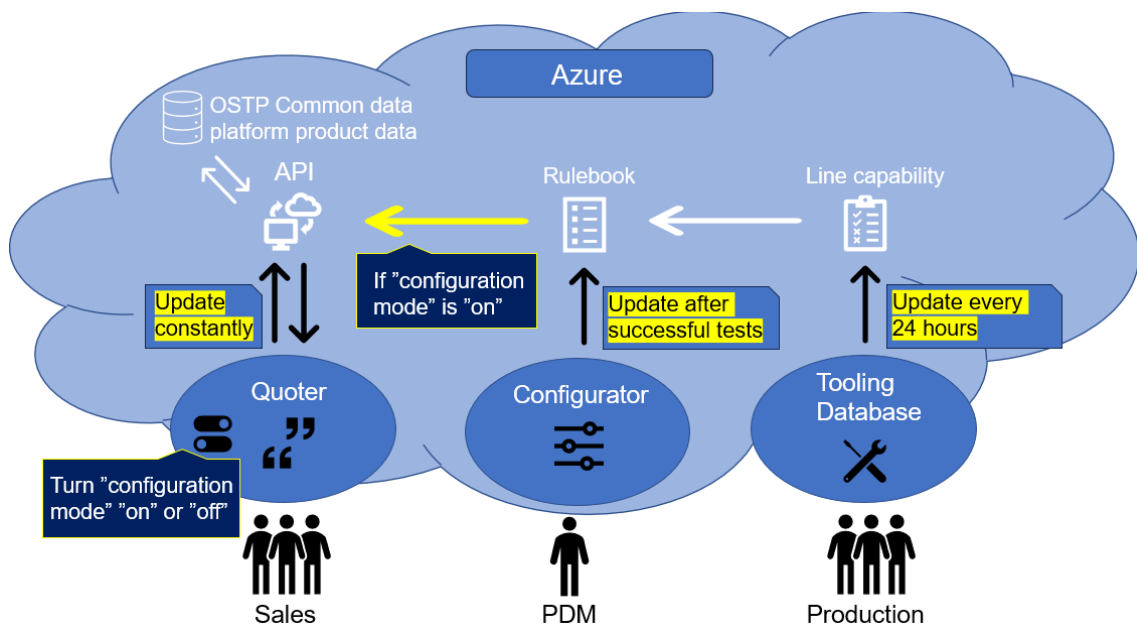 Azure
OSTP Common data
platform product data
API
Rulebook
Line capability
If ”configuration
mode” is ”on”
Update
constantly
Update after
successful tests
Update every
24 hours
Quoter
Configurator
Tooling
Database
Turn ”configuration
mode” ”on” or ”off”
Sales
PDM
Production